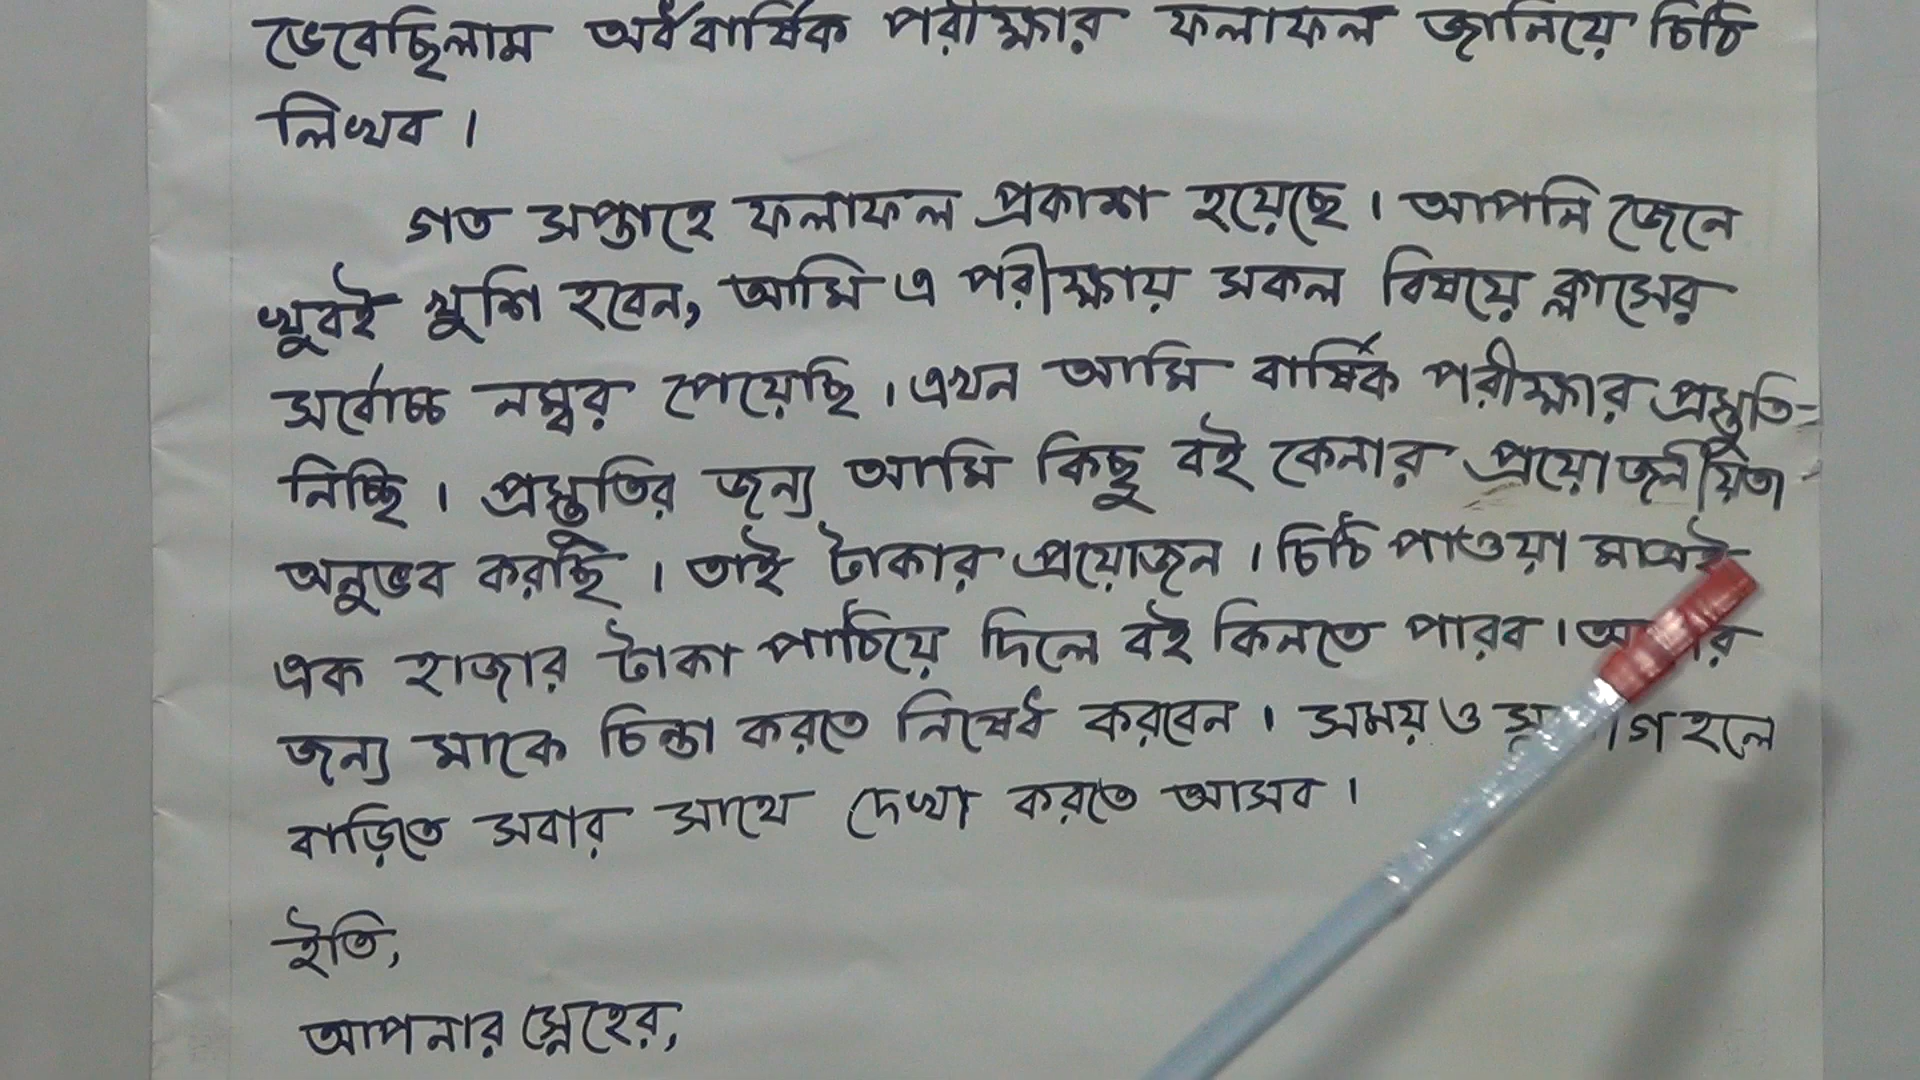 ভেবেছিলাম অর্ধবার্ষিক পরীক্ষার ফলাফল জানিয়ে চিঠি
লিখব ।
গত সপ্তাহে ফলাফল প্রকাশ হয়েছে । আপনি জেনে
খুবই খুশি হবেন, আমি এ পরীক্ষায় সকল বিষয়ে ক্লাসের
সর্বোচ্চ নম্বর পেয়েছি । এখন আমি বার্ষিক পরীক্ষার প্রস্তুতি-
নিচ্ছি । প্রস্তুতির জন্য আমি কিছু বই কেনার প্রয়োজনীয়তা
অনুভব করছি । তাই টাকার প্রয়োজন । চিঠি পাওয়া মাত্রই
এক হাজার টাকা পাঠিয়ে দিলে বই কিনতে পারব ।
জন্য মাকে চিন্তা করতে নিষেধ করবেন । সময় ও হলে
বাড়িতে সবার সাথে দেখা করতে আসব ।
ইতি,
আপনার স্নেহের,